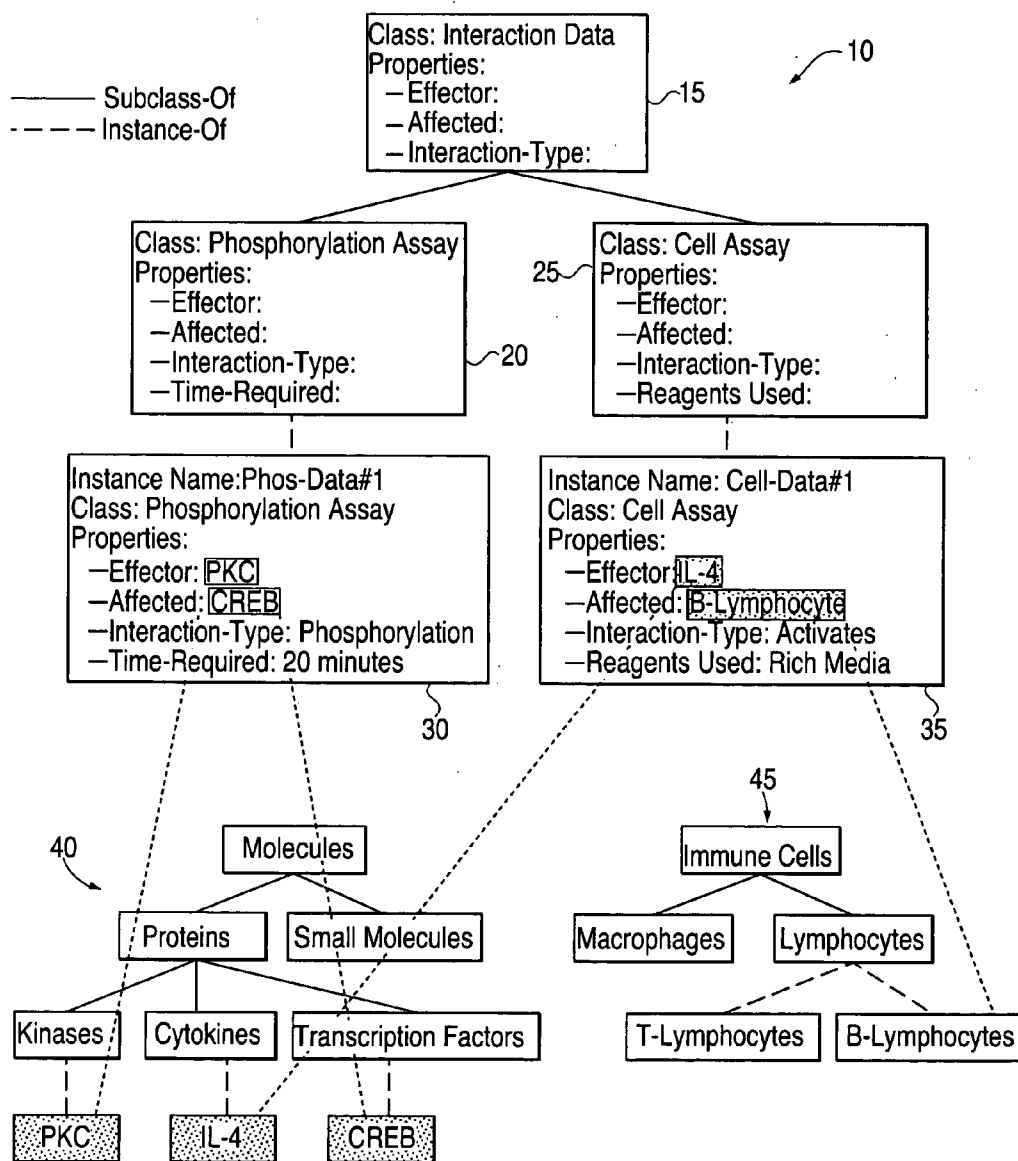 Class: Interaction Data
Properties:
–Effector:
–Affected:
–Interaction-Type:
10
15
Subclass-Of
Instance-Of
Class: Phosphorylation Assay
Properties:
–Effector:
–Affected:
–Interaction-Type:
–Time-Required:
20
Class: Cell Assay
Properties:
–Effector:
–Affected:
–Interaction-Type:
–Reagents Used:
25
Instance Name:Phos-Data#1
Class: Phosphorylation Assay
Properties:
–Effector: PKC
–Affected: CREB
–Interaction-Type: Phosphorylation
–Time-Required: 20 minutes
30
Instance Name: Cell-Data#1
Class: Cell Assay
Properties:
–Effector: IL-4
–Affected: B-Lymphocyte
–Interaction-Type: Activates
–Reagents Used: Rich Media
35
40
Molecules
Proteins
Small Molecules
Kinases
Cytokines
Transcription Factors
PKC
IL-4
CREB
45
Immune Cells
Macrophages
Lymphocytes
T-Lymphocytes
B-Lymphocytes